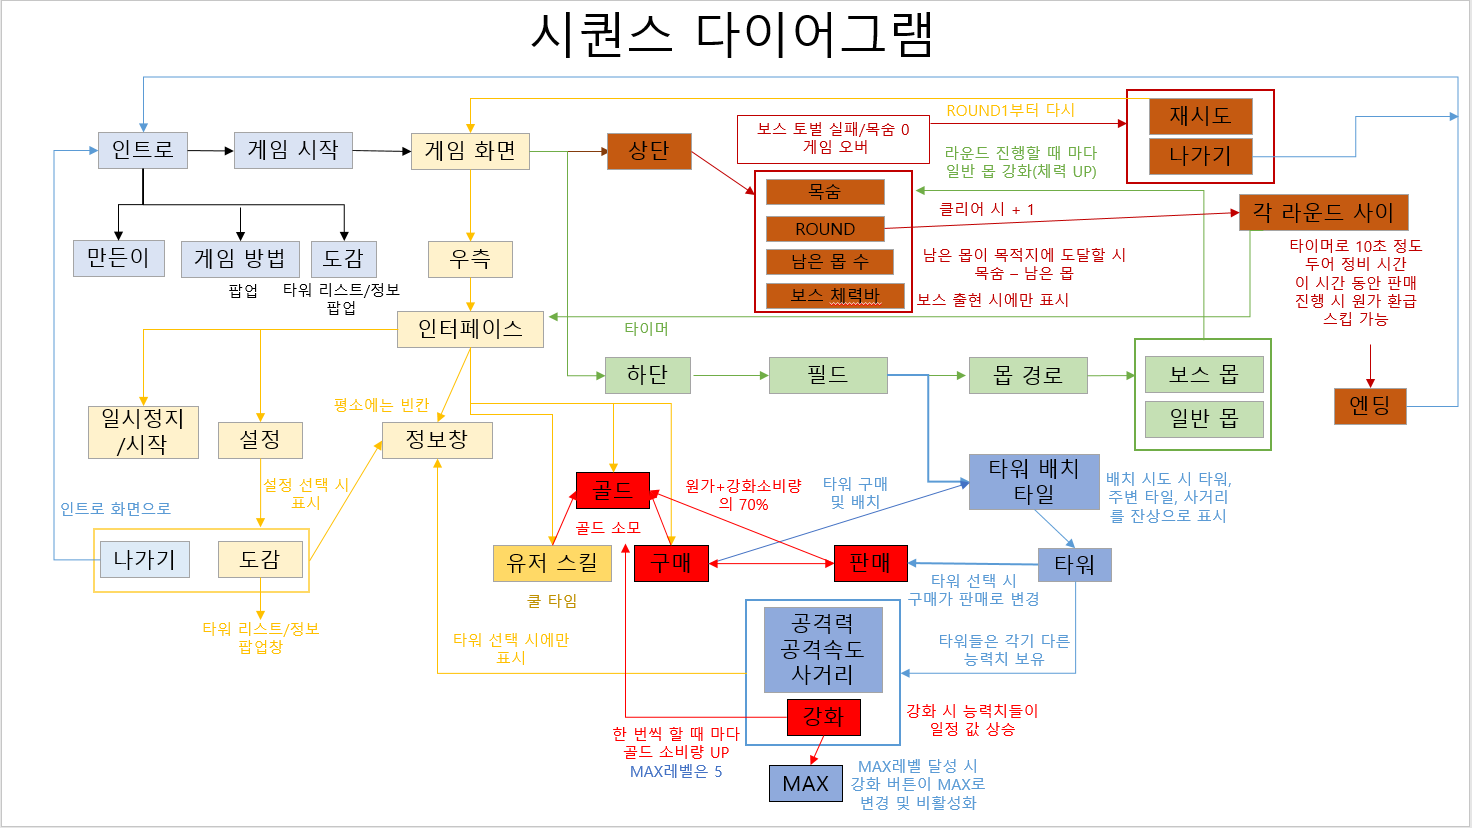 시퀀스 다이어그램
ROUND1부터 다시
재시도
나가기
보스 토벌 실패/목숨 0
게임 오버
인트로
게임 시작
게임 화면
상단
라운드 진행할 때 마다
일반 몹 강화(체력 UP)
목숨
ROUND
남은 몹 수
보스 체력바
클리어 시 + 1
각 라운드 사이
남은 몹이 목적지에 도달할 시
목숨 – 남은 몹
보스 출현 시에만 표시
타이머로 10초 정도
두어 정비 시간
이 시간 동안 판매
진행 시 원가 환급
스킵 가능
만든이
게임 방법
도감
우측
팝업
타워 리스트/정보
팝업
인터페이스
타이머
하단
필드
몹 경로
보스 몹
일반 몹
엔딩
평소에는 빈칸
일시정지
/시작
설정
정보창
골드
원가+강화소비량
의 70%
타워 구매
및 배치
타워 배치
타일
배치 시도 시 타워,
주변 타일, 사거리
를 잔상으로 표시
설정 선택 시
표시
인트로 화면으로
골드 소모
나가기
도감
유저 스킬
구매
판매
타워
쿨 타임
타워 선택 시
구매가 판매로 변경
타워 리스트/정보
팝업창
타워 선택 시에만
표시
공격력
공격속도
사거리
타워들은 각기 다른
능력치 보유
강화
강화 시 능력치들이
일정 값 상승
한 번씩 할 때 마다
골드 소비량 UP
MAX레벨은 5
MAX
MAX레벨 달성 시
강화 버튼이 MAX로
변경 및 비활성화